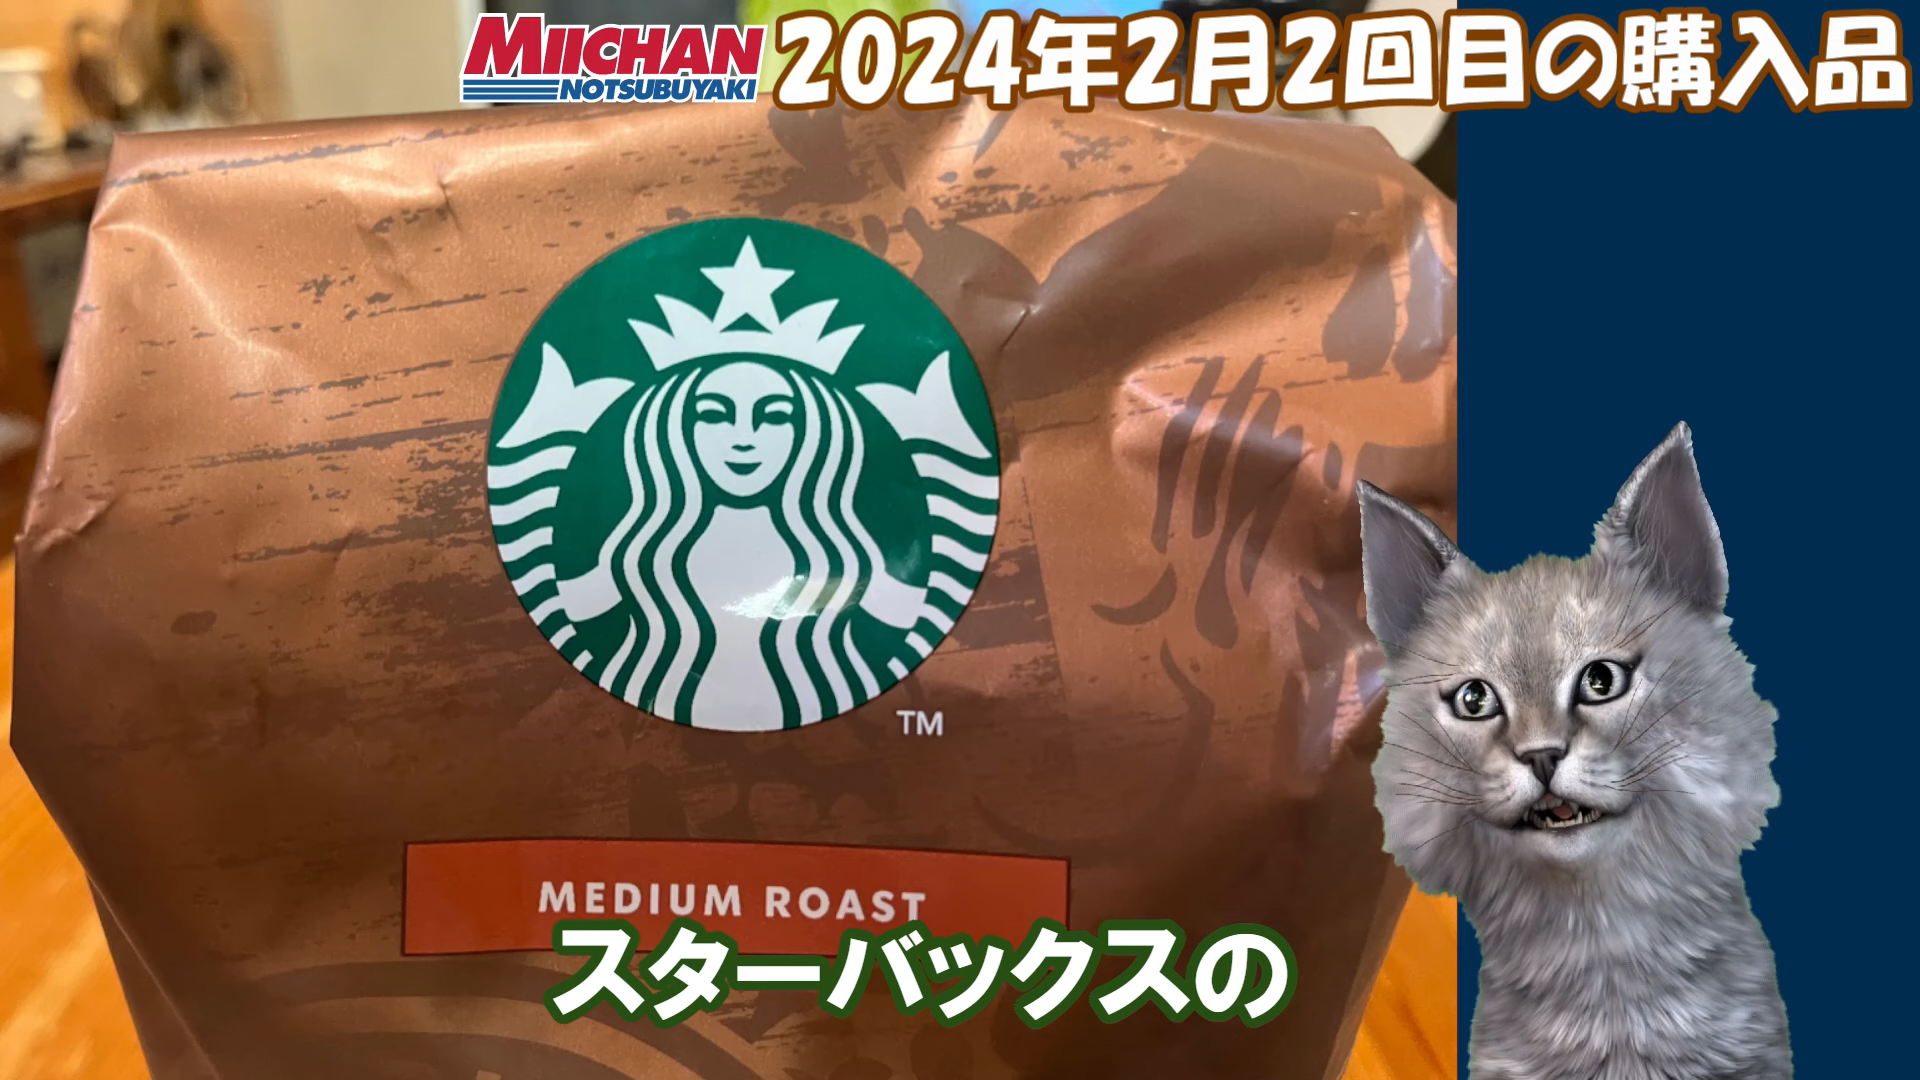 MIICHAN
NOTSUBUYAKI
2024年2月2回目の購入品
TM
MEDIUM ROAST
スターバックスの